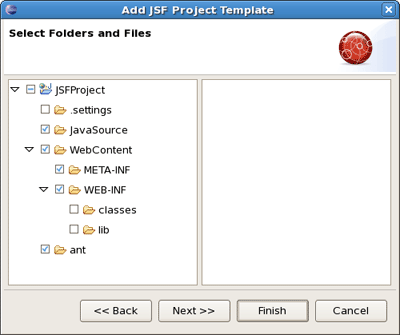 Add JSF Project Template
Select Folders and Files
JSFProject
.settings
JavaSource
WebContent
META-INF
WEB-INF
classes
lib
ant
<< Back
Next >>
Finish
Cancel